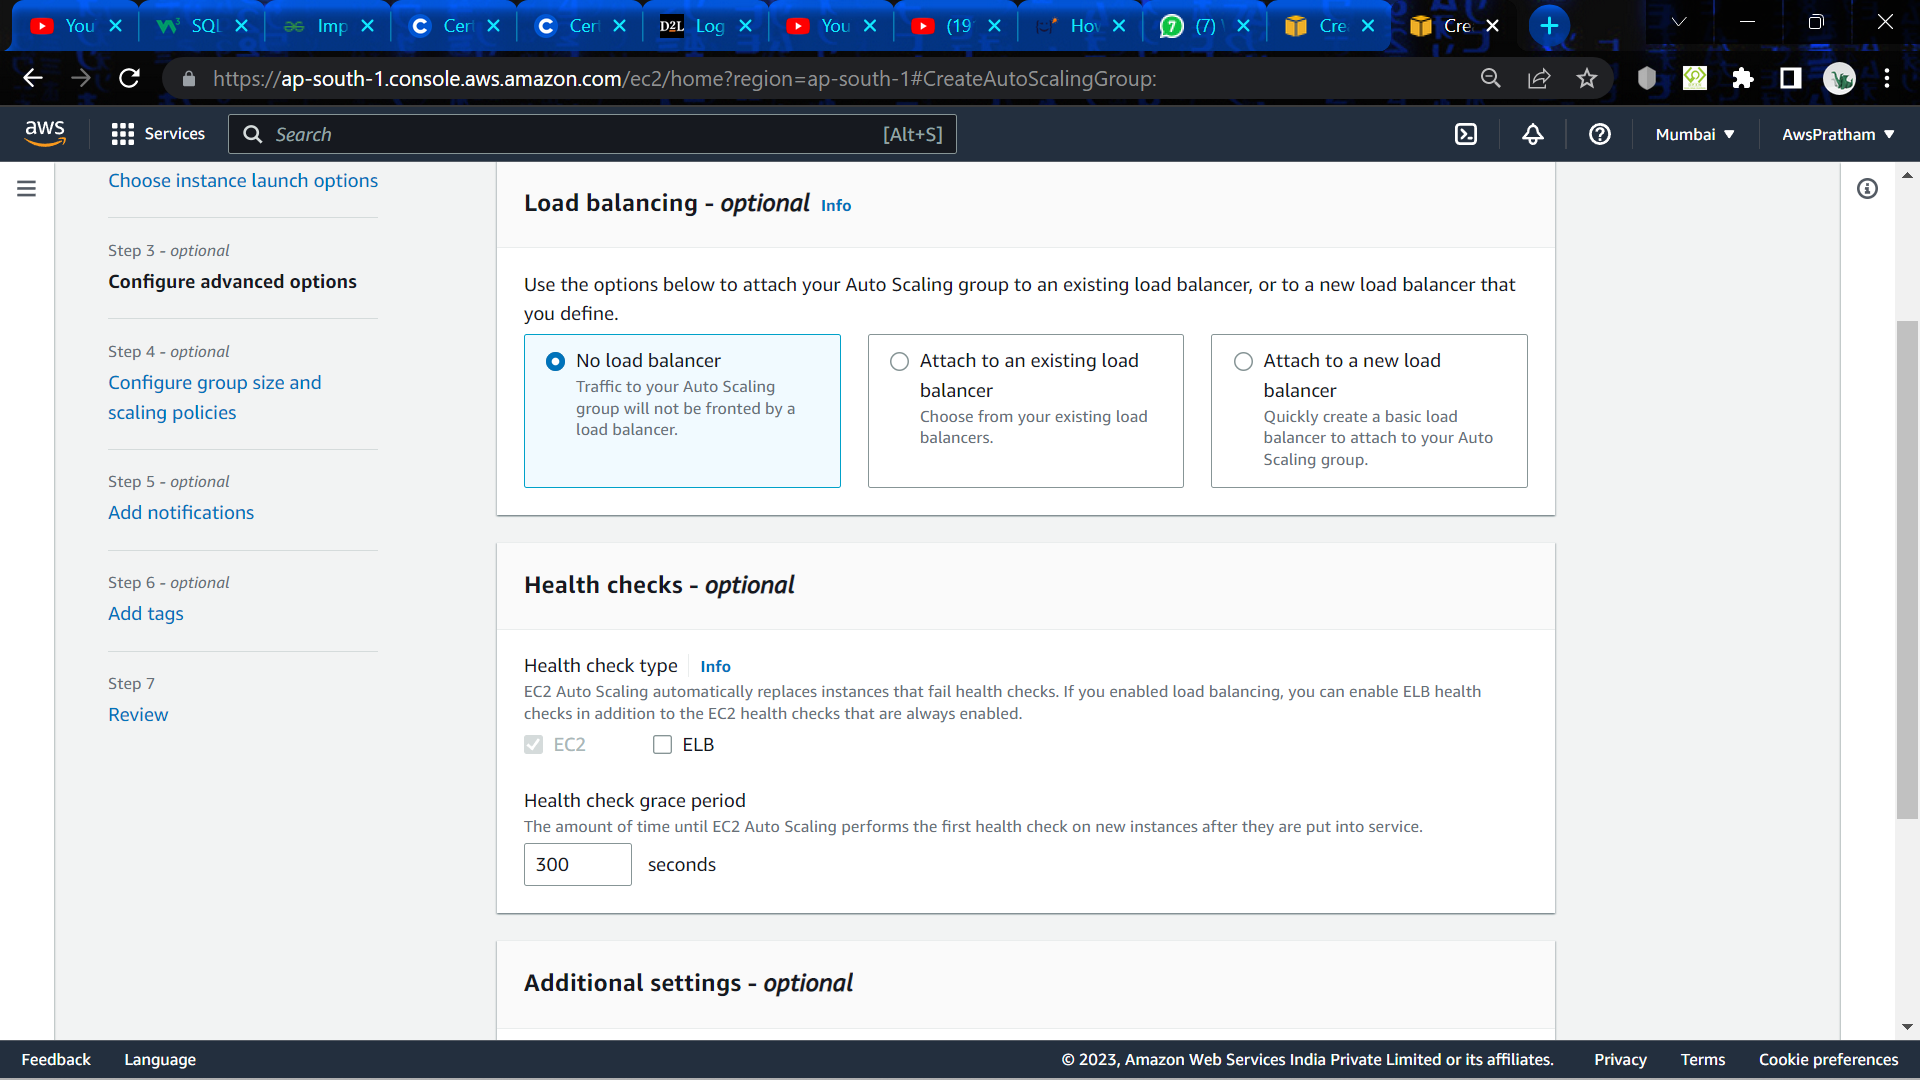 You
SQL
Imp
Cer
Cer
D2L Log
You
(19
How
7 (7)
Cre
Cre
https://ap-south-1.console.aws.amazon.com/ec2/home?region=ap-south-1#CreateAutoScalingGroup:
aws
Services
Search
[Alt+S]
Mumbai
AwsPratham
Choose instance launch options
Step 3 - optional
Configure advanced options
Step 4 - optional
Configure group size and
scaling policies
Step 5 - optional
Add notifications
Step 6 - optional
Add tags
Step 7
Review
Load balancing - optional Info
Use the options below to attach your Auto Scaling group to an existing load balancer, or to a new load balancer that
you define.
No load balancer
Traffic to your Auto Scaling
group will not be fronted by a
load balancer.
Attach to an existing load
balancer
Choose from your existing load
balancers.
Attach to a new load
balancer
Quickly create a basic load
balancer to attach to your Auto
Scaling group.
Health checks - optional
Health check type Info
EC2 Auto Scaling automatically replaces instances that fail health checks. If you enabled load balancing, you can enable ELB health
checks in addition to the EC2 health checks that are always enabled.
EC2
ELB
Health check grace period
The amount of time until EC2 Auto Scaling performs the first health check on new instances after they are put into service.
300 seconds
Additional settings - optional
Feedback
Language
© 2023, Amazon Web Services India Private Limited or its affiliates.
Privacy
Terms
Cookie preferences